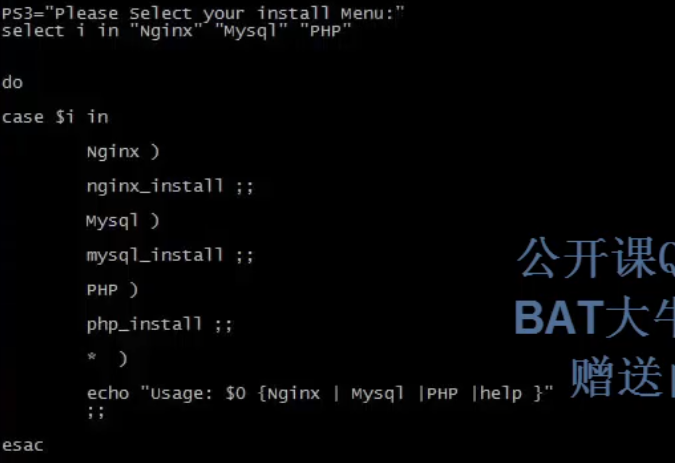 PS3="Please Select your install Menu:"
select i in "Nginx" "Mysql" "PHP"
do
case $i in
Nginx )
nginx_install ;;
Mysql )
mysql_install ;;
PHP )
php_install ;;
* )
echo "Usage: $0 {Nginx | Mysql |PHP |help }"
;;
esac
公开课Q
BAT大牛
赠送